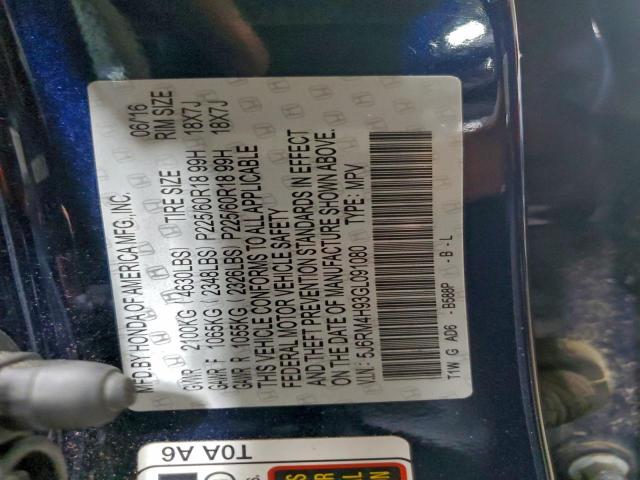 MFD. BY HONDA OF AMERICA MFG., INC. 06/16
TIRE SIZE RIM SIZE
GVWR 2100KG (4630LBS)
GAWR F 1065KG (2348LBS) P225/60R18 99H 18X7J
GAWR R 1055KG (2326LBS) P225/60R18 99H 18X7J
THIS VEHICLE CONFORMS TO ALL APPLICABLE
FEDERAL MOTOR VEHICLE SAFETY
AND THEFT PREVENTION STANDARDS IN EFFECT
ON THE DATE OF MANUFACTURE SHOWN ABOVE.
V.I.N.: 5J6RM4H93GL091080 TYPE: MPV
T1W G AD6 -B588P -B-L
T0A A6